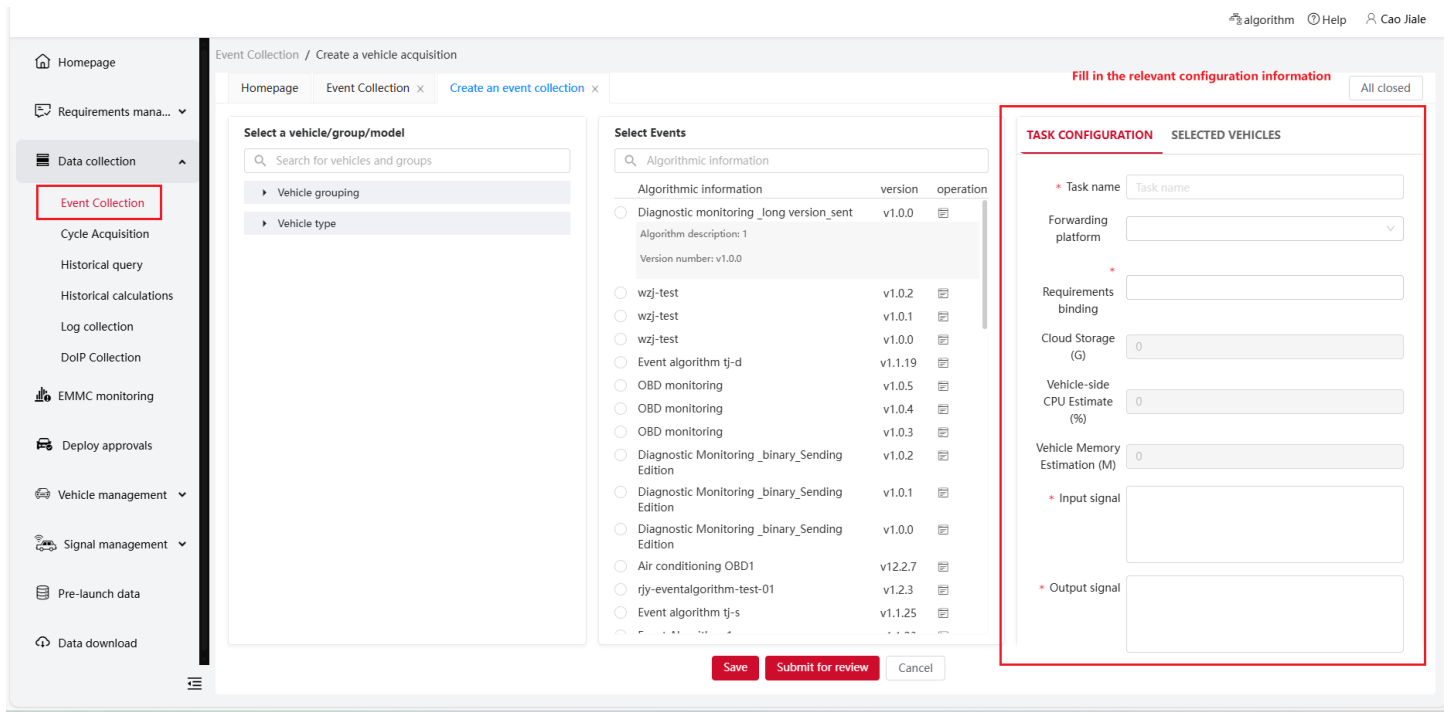 algorithm Help Cao Jiale
Homepage
Requirements mana...
Data collection
Event Collection
Cycle Acquisition
Historical query
Historical calculations
Log collection
DoIP Collection
EMMC monitoring
Deploy approvals
Vehicle management
Signal management
Pre-launch data
Data download
Event Collection / Create a vehicle acquisition
Homepage Event Collection × Create an event collection ×
Fill in the relevant configuration information
All closed
Select a vehicle/group/model
Search for vehicles and groups
Vehicle grouping
Vehicle type
Select Events
Algorithmic information
Algorithmic information version operation
Diagnostic monitoring _long version_sent v1.0.0
Algorithm description: 1
Version number: v1.0.0
wzj-test v1.0.2
wzj-test v1.0.1
wzj-test v1.0.0
Event algorithm tj-d v1.1.19
OBD monitoring v1.0.5
OBD monitoring v1.0.4
OBD monitoring v1.0.3
Diagnostic Monitoring _binary_Sending v1.0.2
Edition
Diagnostic Monitoring _binary_Sending v1.0.1
Edition
Diagnostic Monitoring _binary_Sending v1.0.0
Edition
Air conditioning OBD1 v12.2.7
rjy-eventalgorithm-test-01 v1.2.3
Event algorithm tj-s v1.1.25
TASK CONFIGURATION SELECTED VEHICLES
* Task name Task name
Forwarding
platform
*
Requirements
binding
Cloud Storage
(G) 0
Vehicle-side
CPU Estimate
(%) 0
Vehicle Memory
Estimation (M) 0
* Input signal
* Output signal
Save Submit for review Cancel